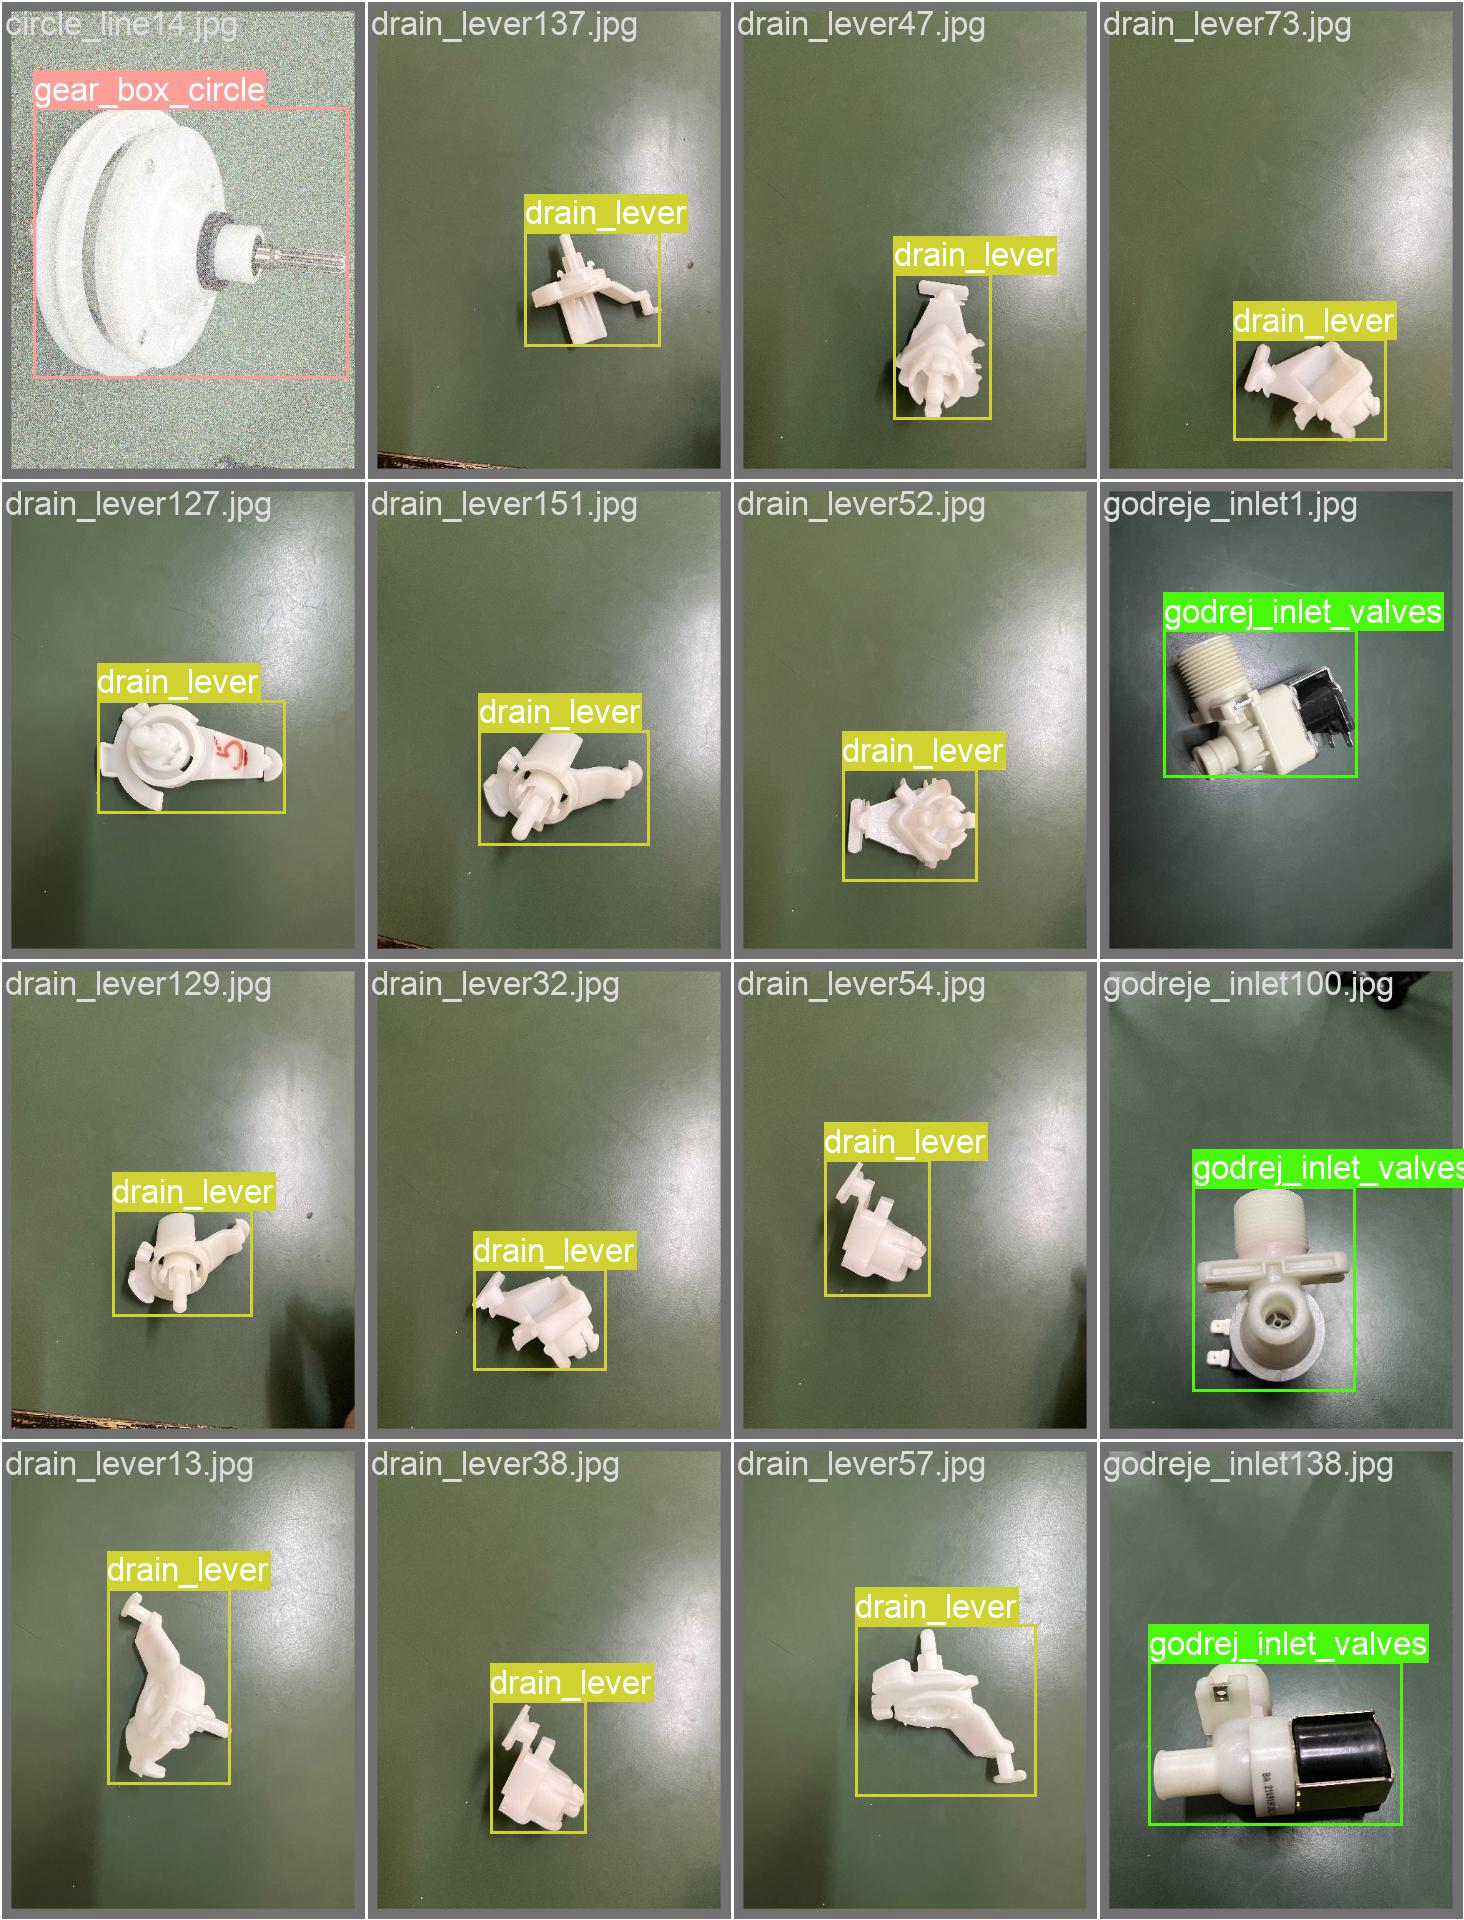 circle_line14.jpg
gear_box_circle
drain_lever137.jpg
drain_lever
drain_lever47.jpg
drain_lever
drain_lever73.jpg
drain_lever
drain_lever127.jpg
drain_lever
5
drain_lever151.jpg
drain_lever
drain_lever52.jpg
drain_lever
godreje_inlet1.jpg
godrej_inlet_valves
drain_lever129.jpg
drain_lever
drain_lever32.jpg
drain_lever
drain_lever54.jpg
drain_lever
godreje_inlet100.jpg
godrej_inlet_valves
drain_lever13.jpg
drain_lever
drain_lever38.jpg
drain_lever
drain_lever57.jpg
drain_lever
godreje_inlet138.jpg
godrej_inlet_valves